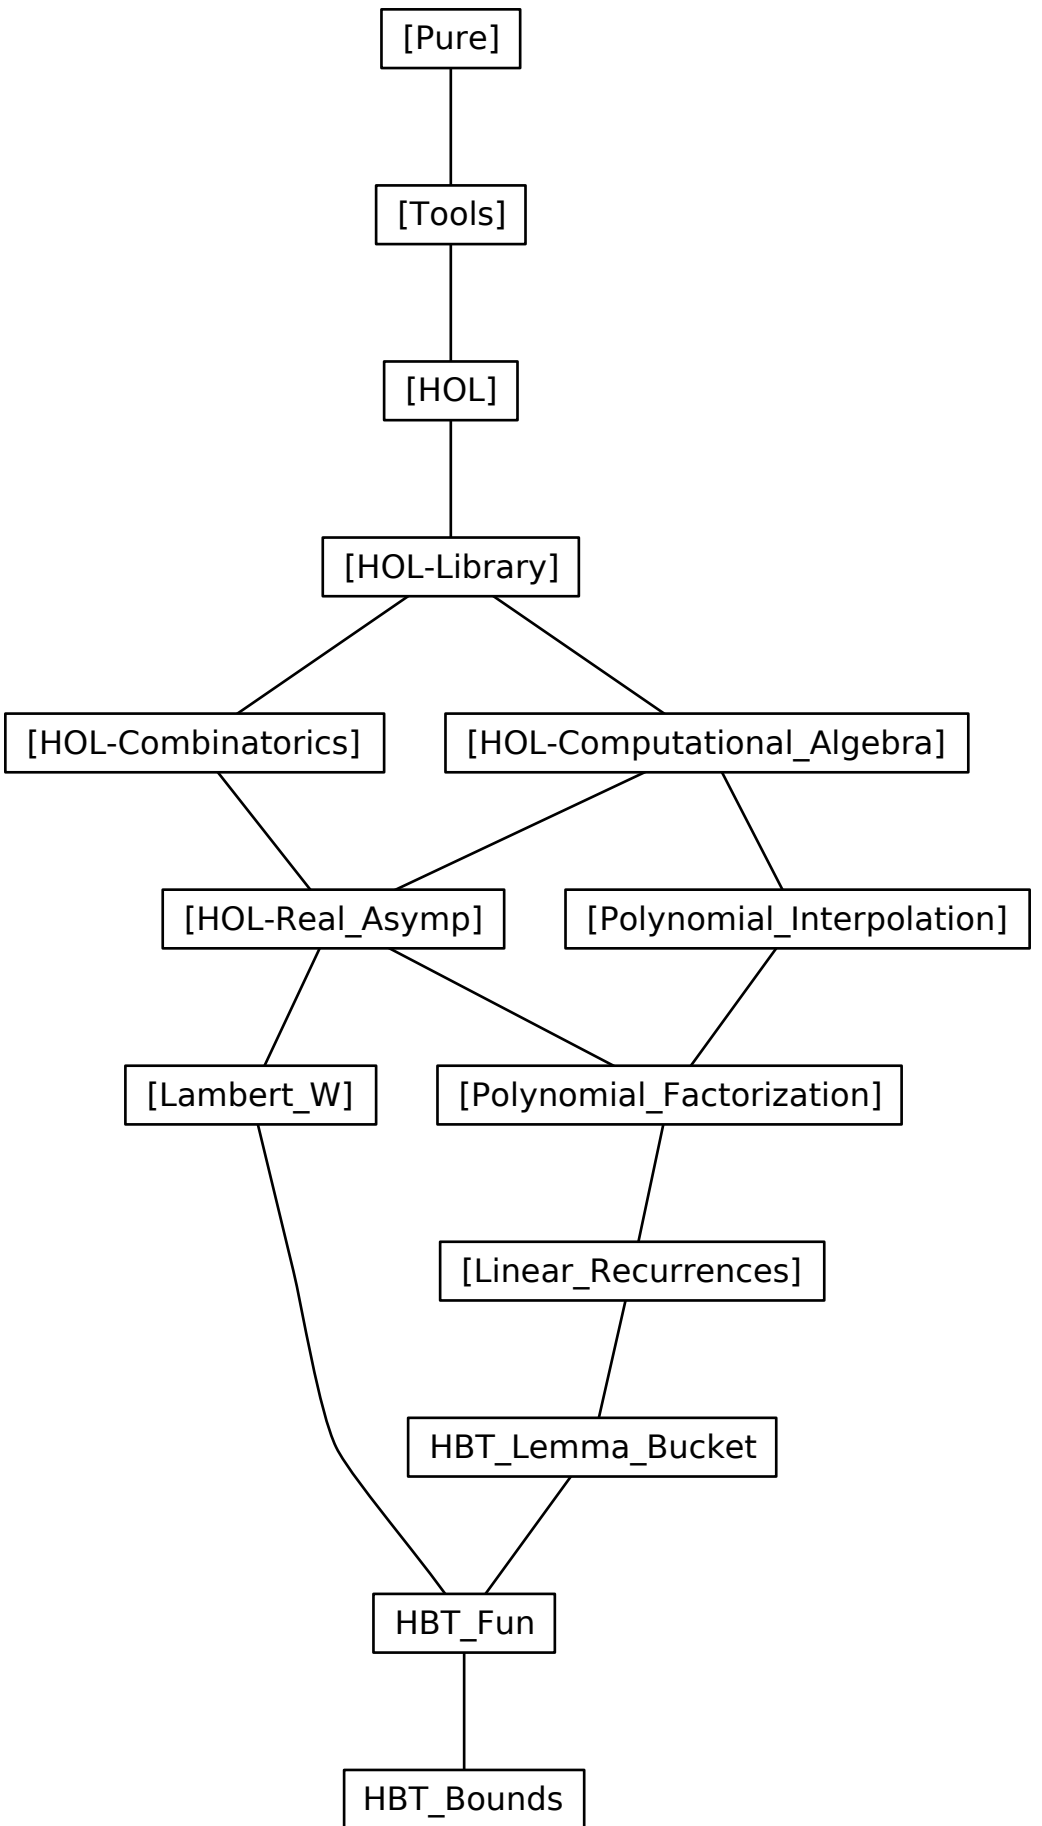 [Pure]
[Tools]
[HOL]
[HOL-Library]
[HOL-Combinatorics]
[HOL-Computational_Algebra]
[HOL-Real_Asymp]
[Polynomial_Interpolation]
[Lambert_W]
[Polynomial_Factorization]
[Linear_Recurrences]
HBT_Lemma_Bucket
HBT_Fun
HBT_Bounds